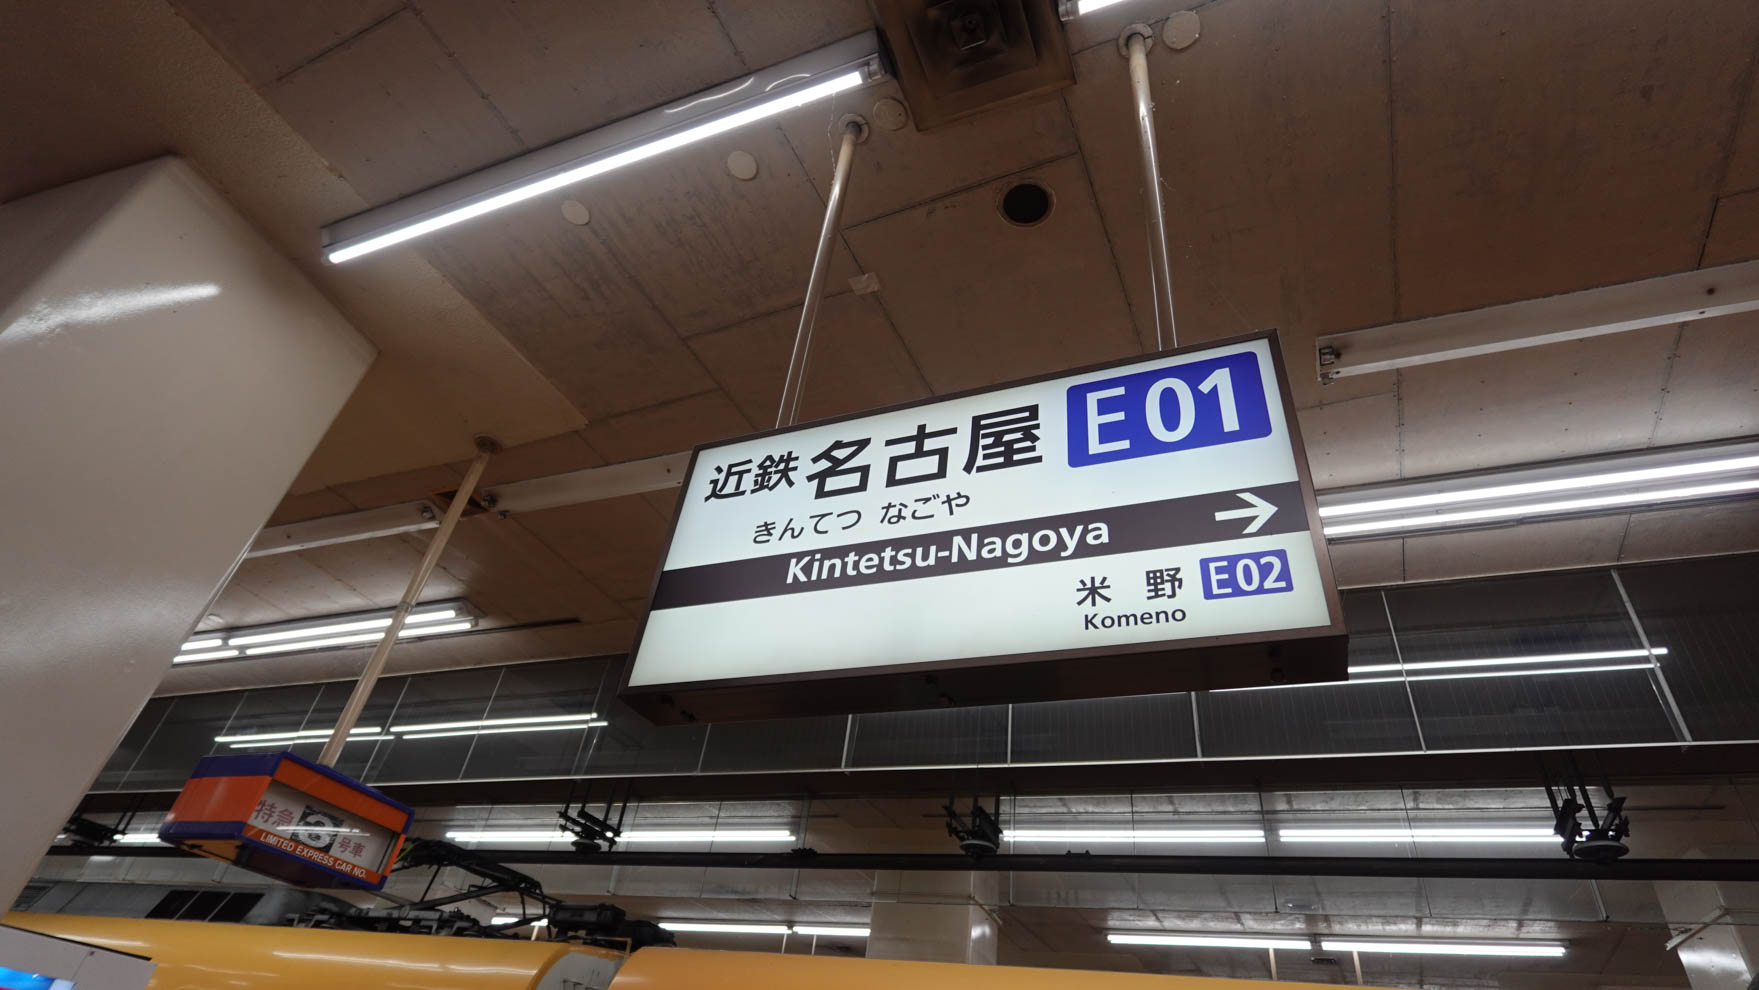 近鉄 名古屋 E01
きんてつ なごや
Kintetsu-Nagoya
米野 E02
Komeno
特急
号車
LIMITED EXPRESS CAR NO.